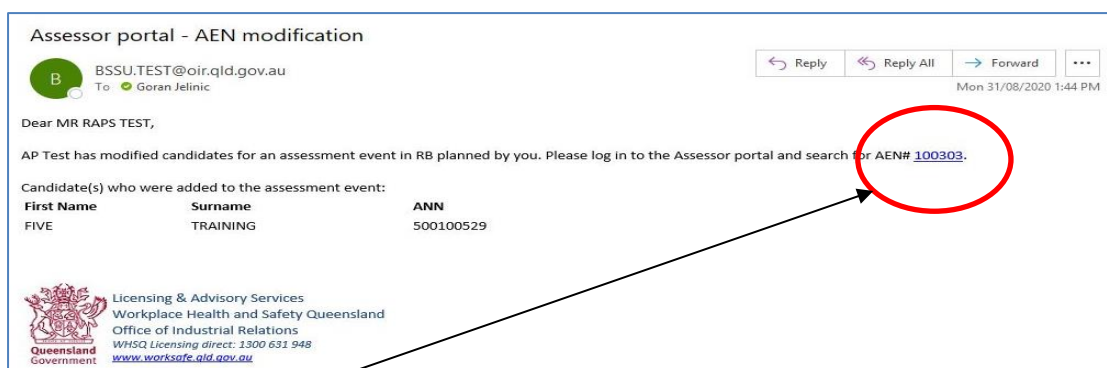 Assessor portal - AEN modification
B
BSSU.TEST@oir.qld.gov.au
To Goran Jelinic
Reply Reply All Forward ...
Mon 31/08/2020 1:44 PM
Dear MR RAPS TEST,
AP Test has modified candidates for an assessment event in RB planned by you. Please log in to the Assessor portal and search for AEN# 100303.
Candidate(s) who were added to the assessment event:
First Name Surname ANN
FIVE TRAINING 500100529
Licensing & Advisory Services
Workplace Health and Safety Queensland
Office of Industrial Relations
WHSQ Licensing direct: 1300 631 948
www.worksafe.qld.gov.au
Queensland
Government